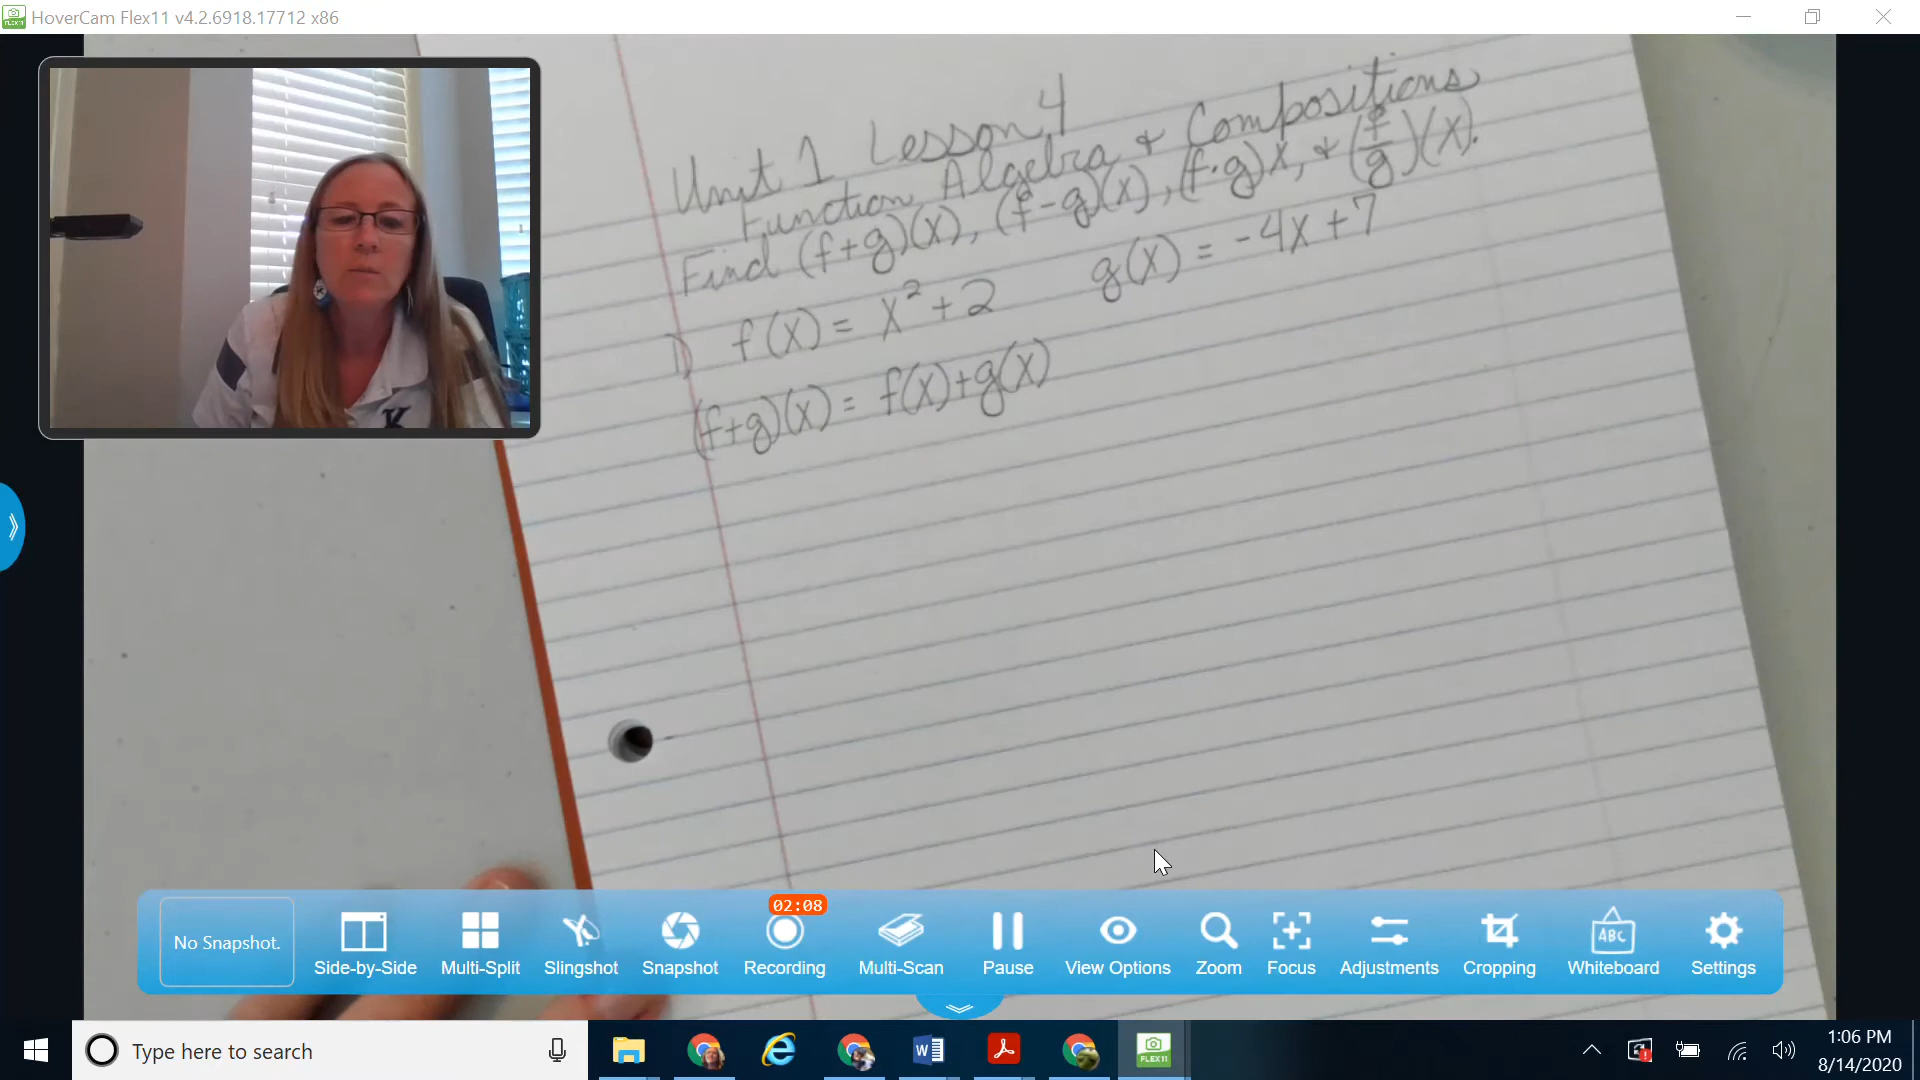 HoverCam Flex11 v4.2.6918.17712 x86
Unit 1 Lesson 4
Function Algebra & Compositions
Find (f+g)(x), (f-g)(x), (f·g)x, & (f/g)(x).
1) f(x) = x²+2 g(x) = -4x+7
(f+g)(x) = f(x)+g(x)
K
02:08
No Snapshot.
Side-by-Side Multi-Split Slingshot Snapshot Recording Multi-Scan Pause View Options Zoom Focus Adjustments Cropping ABC Whiteboard Settings
Type here to search
FLEX11
1:06 PM
8/14/2020